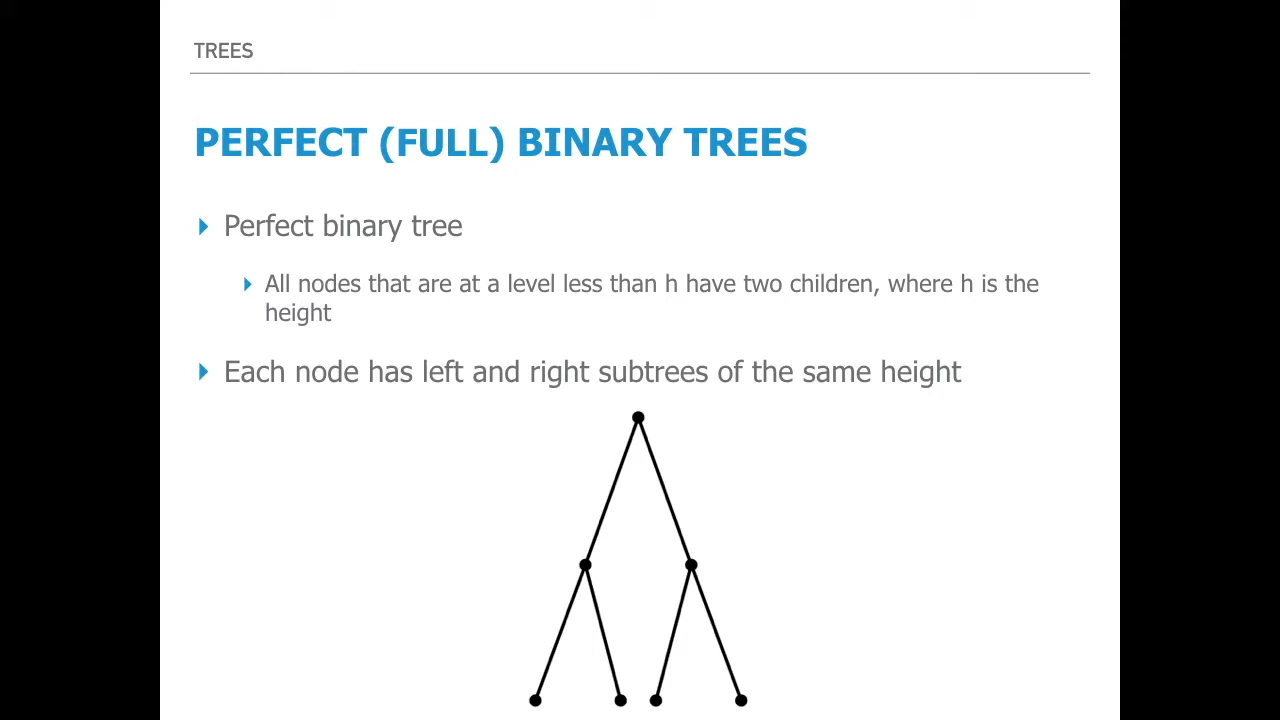 TREES
PERFECT (FULL) BINARY TREES
Perfect binary tree
All nodes that are at a level less than h have two children, where h is the
height
Each node has left and right subtrees of the same height